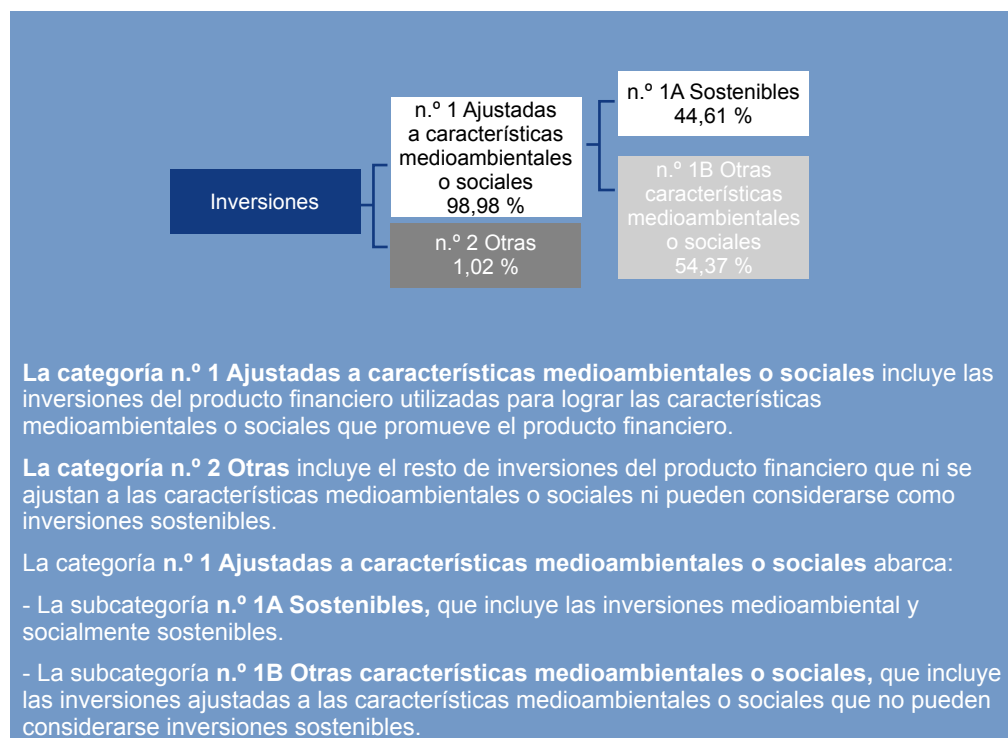 Inversiones
n.º 1 Ajustadas
a características
medioambientales
o sociales
98,98 %
n.º 2 Otras
1,02 %
n.º 1A Sostenibles
44,61 %
n.º 1B Otras
características
medioambientales
o sociales
54,37 %
La categoría n.º 1 Ajustadas a características medioambientales o sociales incluye las
inversiones del producto financiero utilizadas para lograr las características
medioambientales o sociales que promueve el producto financiero.
La categoría n.º 2 Otras incluye el resto de inversiones del producto financiero que ni se
ajustan a las características medioambientales o sociales ni pueden considerarse como
inversiones sostenibles.
La categoría n.º 1 Ajustadas a características medioambientales o sociales abarca:
- La subcategoría n.º 1A Sostenibles, que incluye las inversiones medioambiental y
socialmente sostenibles.
- La subcategoría n.º 1B Otras características medioambientales o sociales, que incluye
las inversiones ajustadas a las características medioambientales o sociales que no pueden
considerarse inversiones sostenibles.